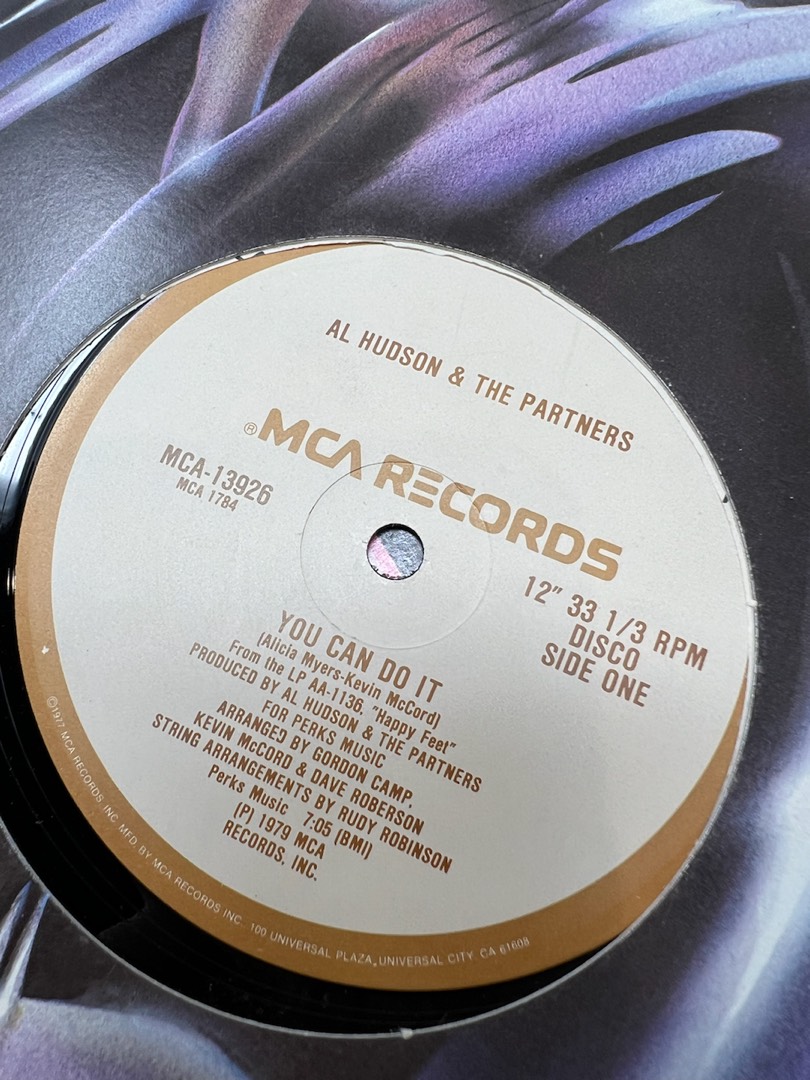 AL HUDSON & THE PARTNERS
® MCA RECORDS
MCA-13926
MCA 1784
12" 33 1/3 RPM
DISCO
SIDE ONE
YOU CAN DO IT
(Alicia Myers-Kevin McCord)
From the LP AA-1136, "Happy Feet"
PRODUCED BY AL HUDSON & THE PARTNERS
FOR PERKS MUSIC
ARRANGED BY GORDON CAMP,
KEVIN McCORD & DAVE ROBERSON
STRING ARRANGEMENTS BY RUDY ROBINSON
Perks Music 7:05 (BMI)
(P) 1979 MCA
RECORDS, INC.
©1977 MCA RECORDS, INC. MFD. BY MCA RECORDS INC. 100 UNIVERSAL PLAZA, UNIVERSAL CITY, CA 61608